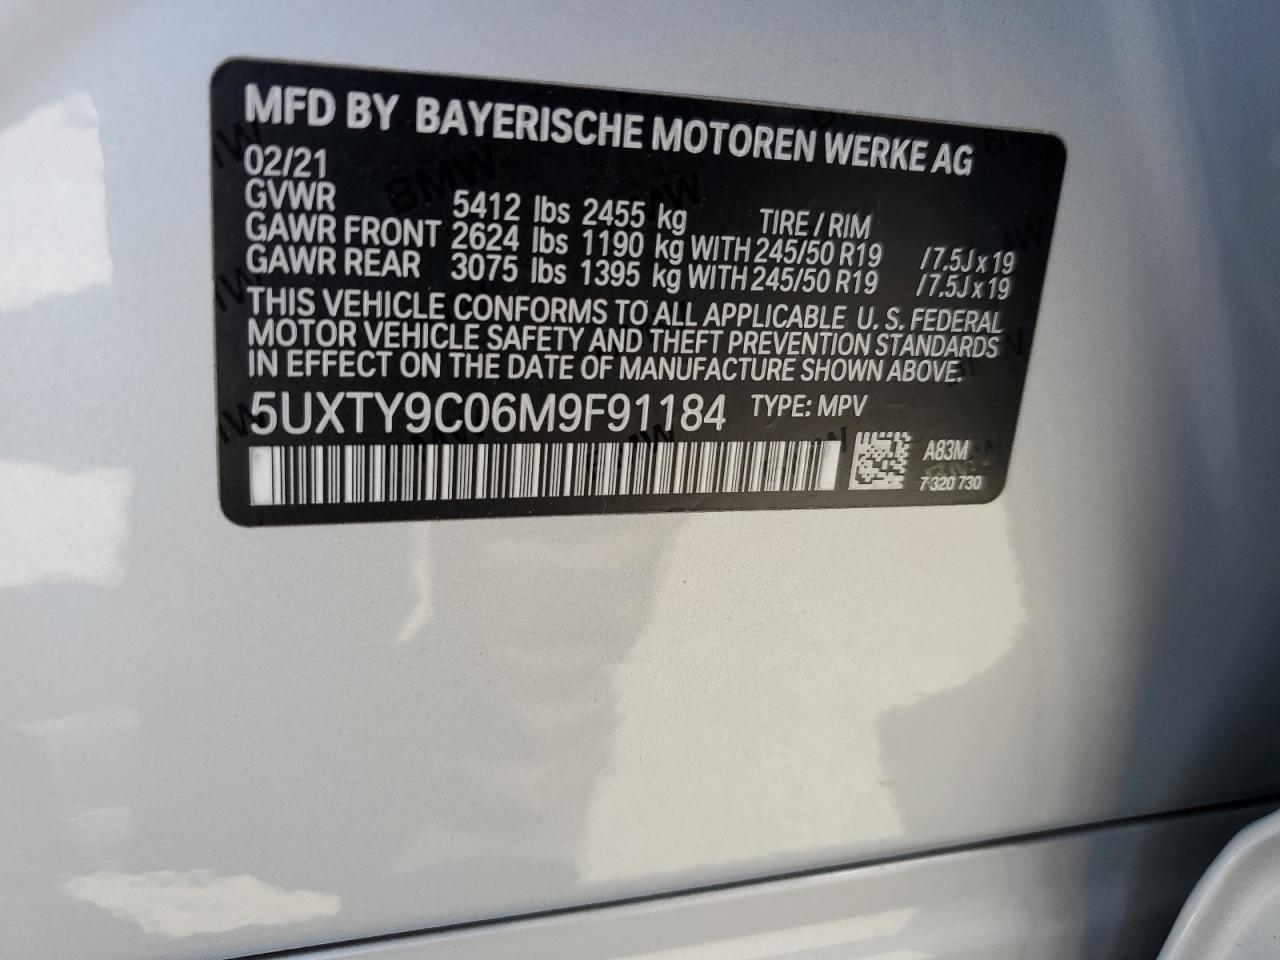 MFD BY BAYERISCHE MOTOREN WERKE AG
02/21
GVWR 5412 lbs 2455 kg TIRE / RIM
GAWR FRONT 2624 lbs 1190 kg WITH 245/50 R19 / 7.5J x 19
GAWR REAR 3075 lbs 1395 kg WITH 245/50 R19 / 7.5J x 19
THIS VEHICLE CONFORMS TO ALL APPLICABLE U. S. FEDERAL
MOTOR VEHICLE SAFETY AND THEFT PREVENTION STANDARDS
IN EFFECT ON THE DATE OF MANUFACTURE SHOWN ABOVE.
5UXTY9C06M9F91184 TYPE: MPV
A83M
7 320 730